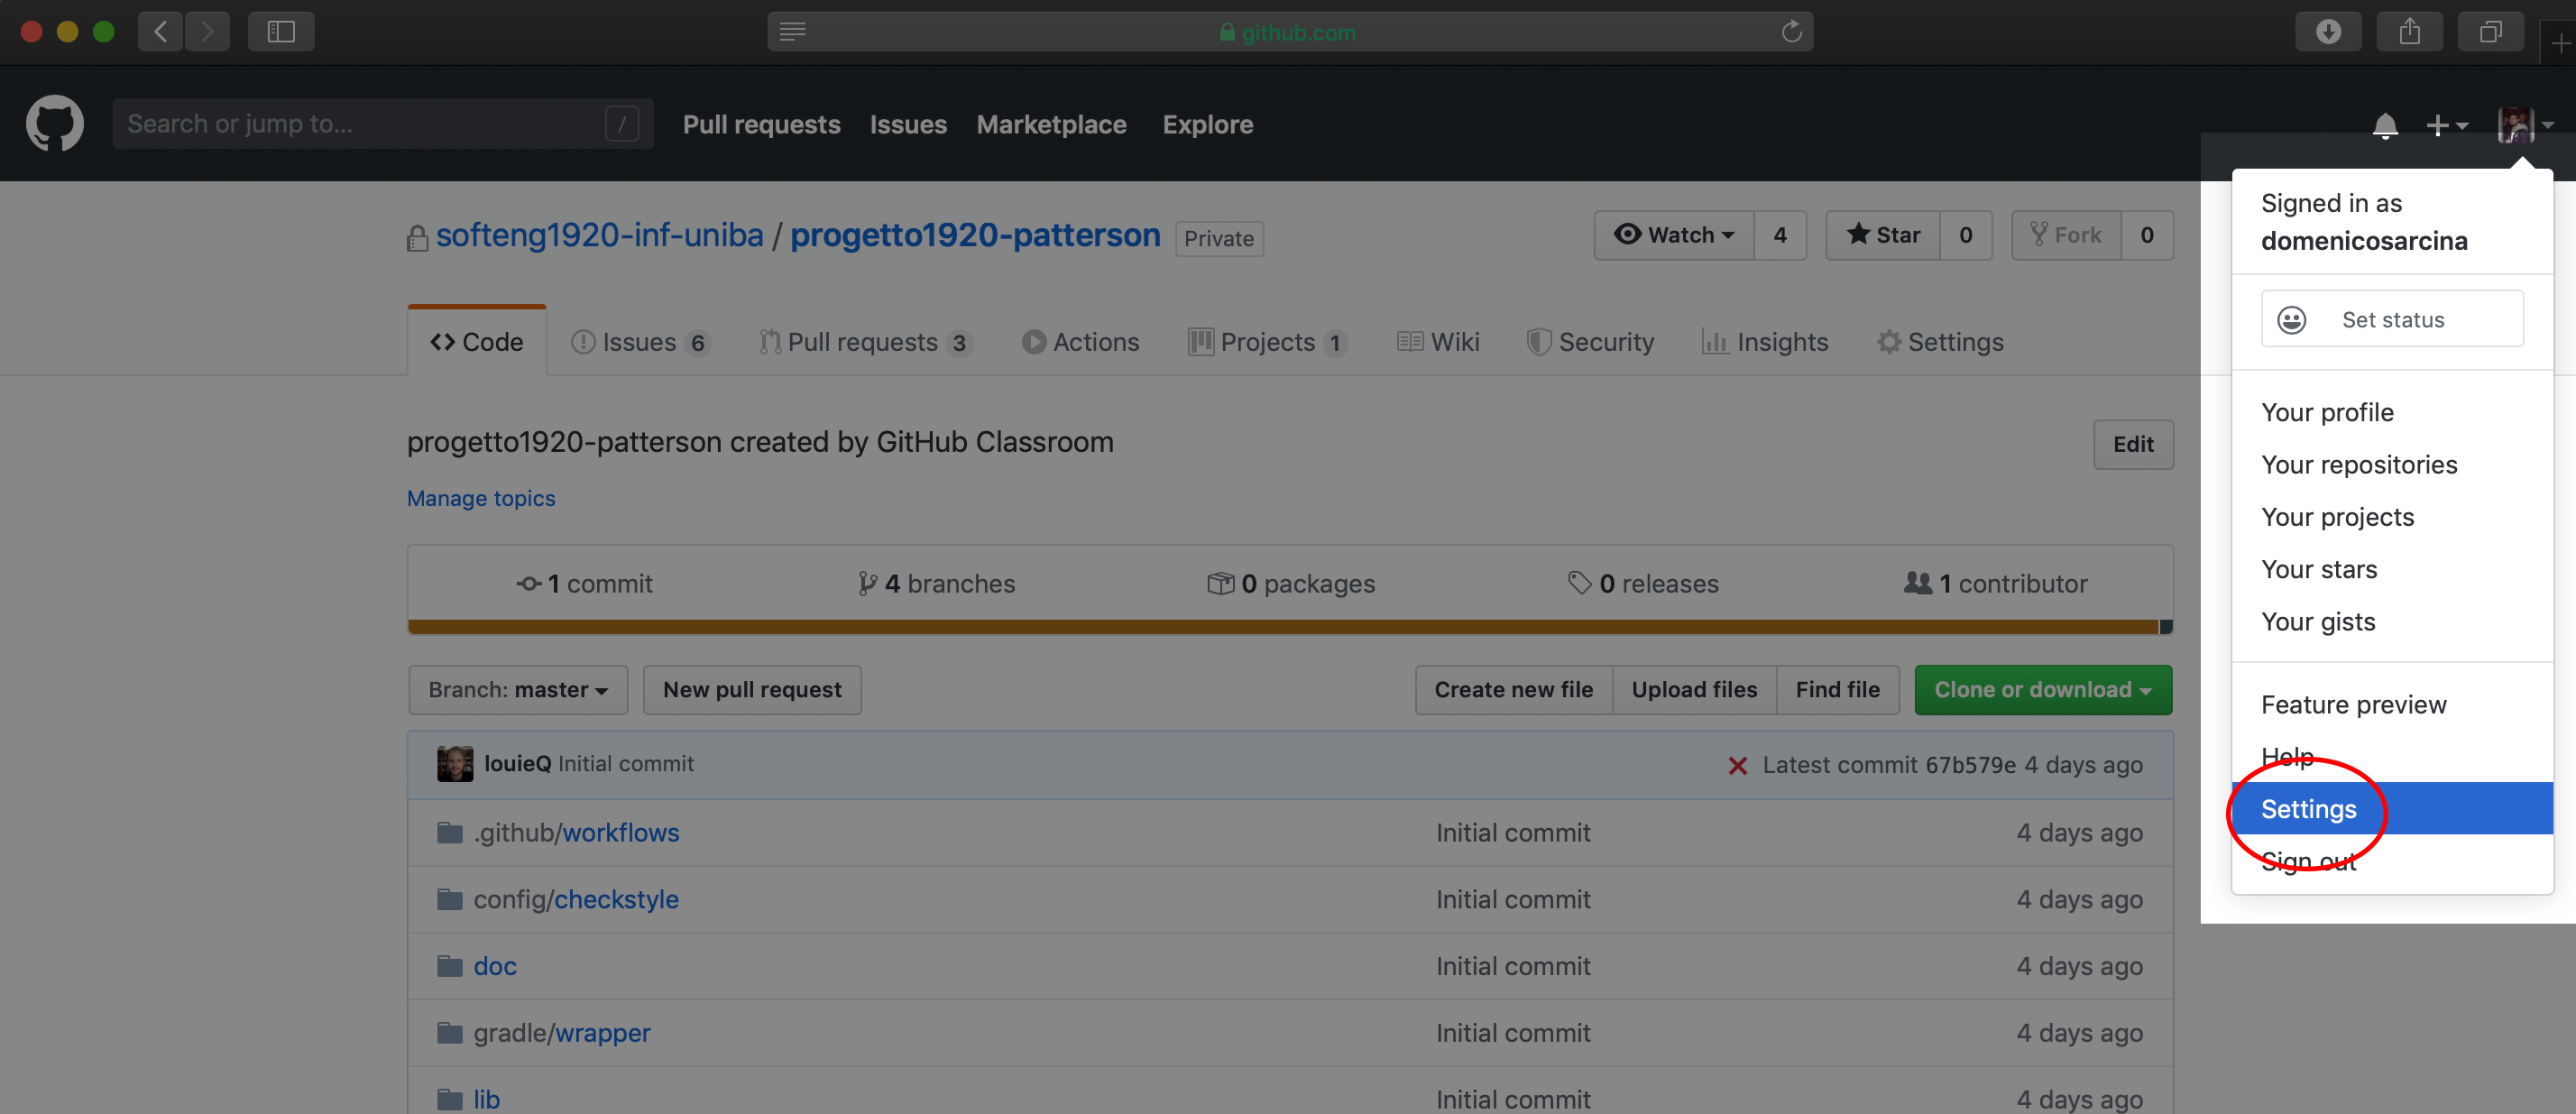 github.com
Search or jump to... /
Pull requests Issues Marketplace Explore
softeng1920-inf-uniba / progetto1920-patterson Private
Watch 4 Star 0 Fork 0
Code Issues 6 Pull requests 3 Actions Projects 1 Wiki Security Insights Settings
progetto1920-patterson created by GitHub Classroom
Edit
Manage topics
1 commit 4 branches 0 packages 0 releases 1 contributor
Branch: master New pull request Create new file Upload files Find file Clone or download
louieQ Initial commit Latest commit 67b579e 4 days ago
.github/workflows Initial commit 4 days ago
config/checkstyle Initial commit 4 days ago
doc Initial commit 4 days ago
gradle/wrapper Initial commit 4 days ago
lib Initial commit 4 days ago
Signed in as
domenicosarcina
Set status
Your profile
Your repositories
Your projects
Your stars
Your gists
Feature preview
Help
Settings
Sign out